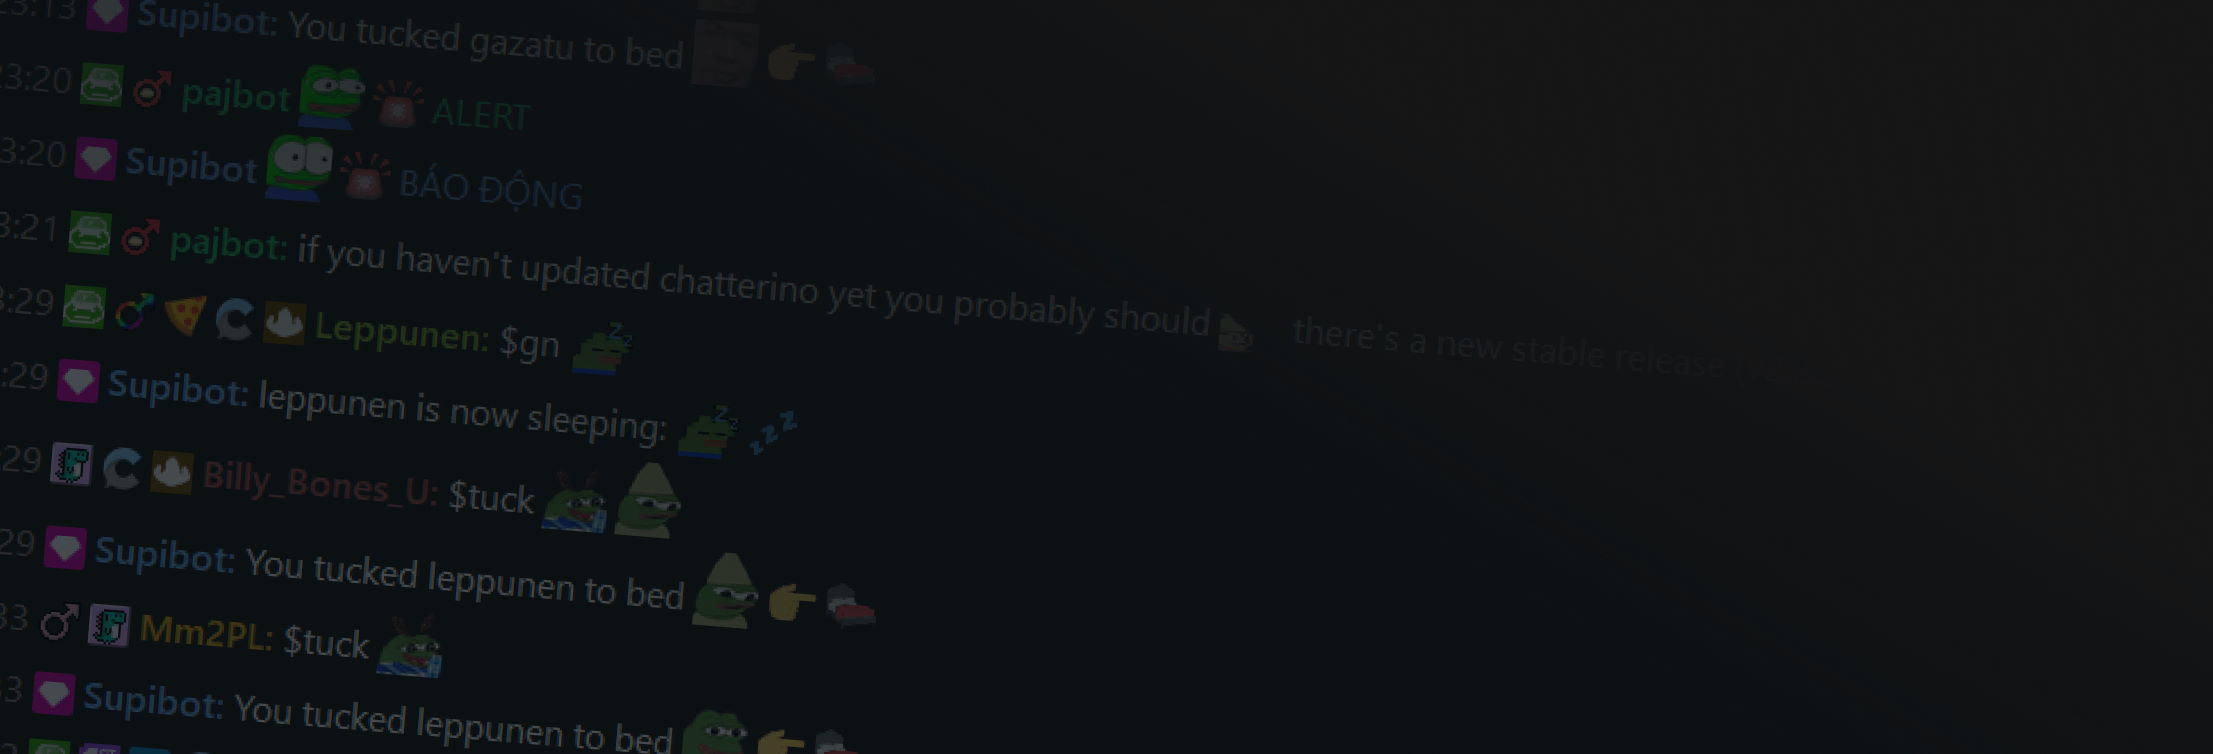 23:13 Supibot: You tucked gazatu to bed
23:20 pajbot ALERT
3:20 Supibot BÁO ĐỘNG
3:21 pajbot: if you haven't updated chatterino yet you probably should there's a new stable release
3:29 Leppunen: $gn
:29 Supibot: leppunen is now sleeping:
29 Billy_Bones_U: $tuck
29 Supibot: You tucked leppunen to bed
33 Mm2PL: $tuck
3 Supibot: You tucked leppunen to bed